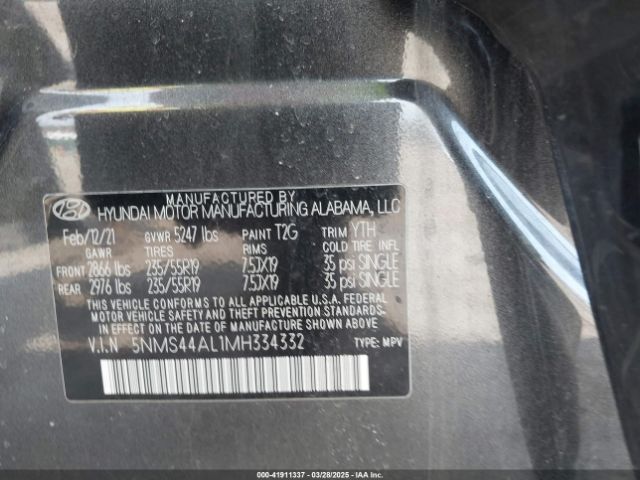 MANUFACTURED BY
HYUNDAI MOTOR MANUFACTURING ALABAMA, LLC
Feb/12/21 GVWR 5247 lbs PAINT T2G TRIM YTH
GAWR TIRES RIMS COLD TIRE INFL
FRONT 2866 lbs 235/55R19 7.5JX19 35 psi SINGLE
REAR 2976 lbs 235/55R19 7.5JX19 35 psi SINGLE
THIS VEHICLE CONFORMS TO ALL APPLICABLE U.S.A. FEDERAL
MOTOR VEHICLE SAFETY, BUMPER, AND THEFT PREVENTION STANDARDS
IN EFFECT ON THE DATE OF MANUFACTURE SHOWN ABOVE.
V.I.N 5NMS44AL1MH334332 TYPE: MPV
000-41911337 03/28/2025 IAAI.COM